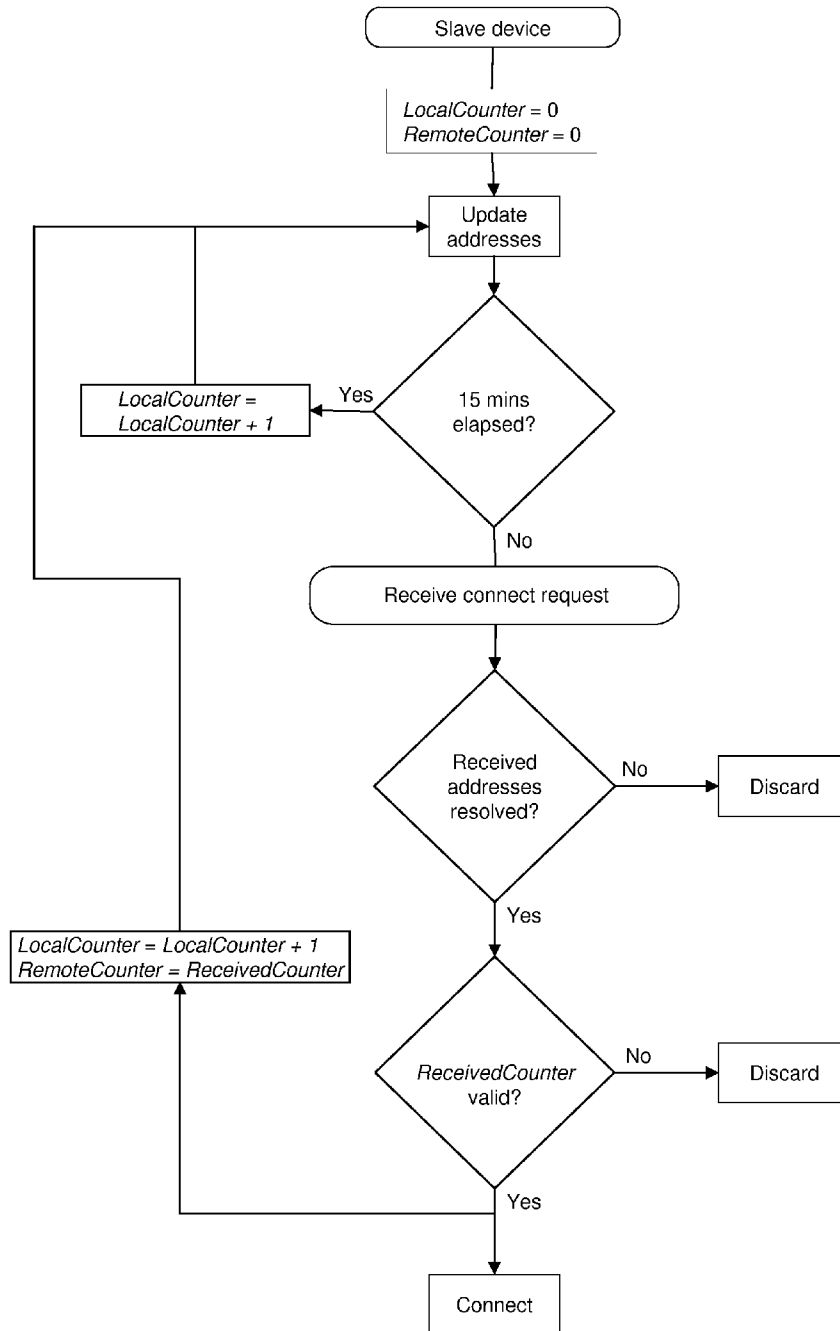 Slave device
LocalCounter = 0
RemoteCounter = 0
Update
addresses
15 mins
elapsed?
Yes
LocalCounter =
LocalCounter + 1
No
Receive connect request
Received
addresses
resolved?
No
Discard
Yes
LocalCounter = LocalCounter + 1
RemoteCounter = ReceivedCounter
ReceivedCounter
valid?
No
Discard
Yes
Connect